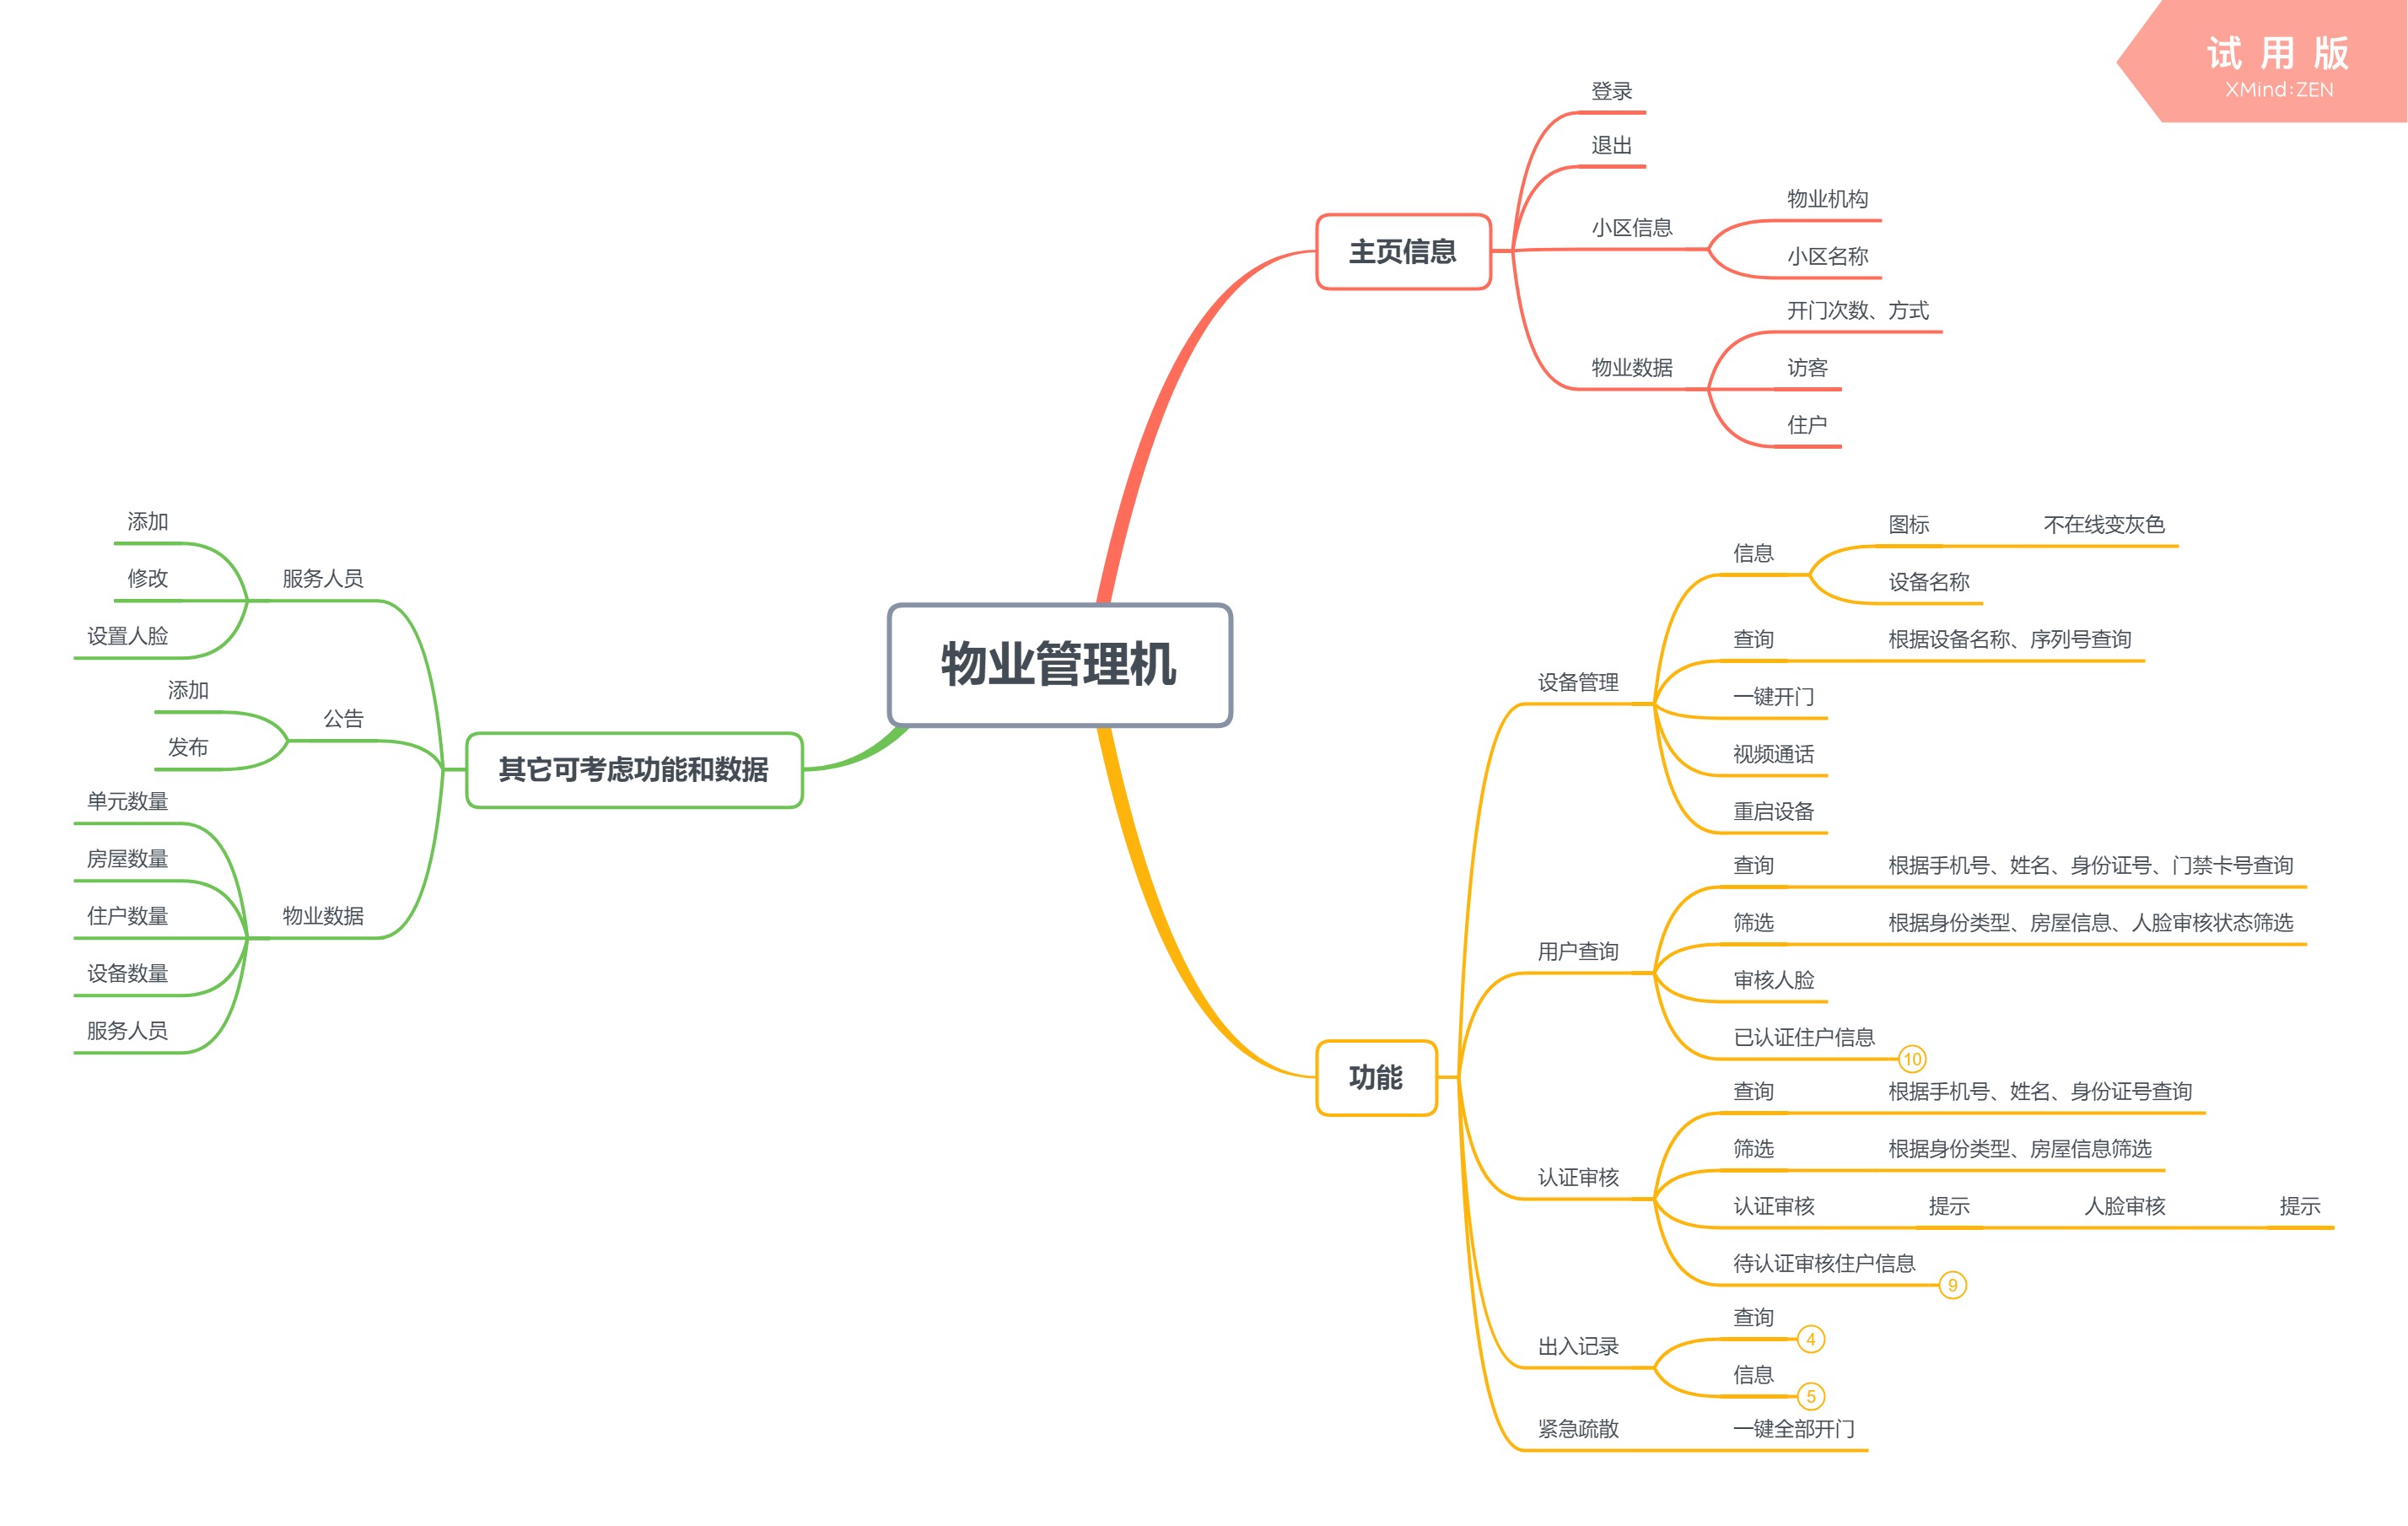 试用版
XMind:ZEN
物业管理机
主页信息
登录
退出
小区信息
物业机构
小区名称
物业数据
开门次数、方式
访客
住户
功能
设备管理
信息
图标
不在线变灰色
设备名称
查询
根据设备名称、序列号查询
一键开门
视频通话
重启设备
用户查询
查询
根据手机号、姓名、身份证号、门禁卡号查询
筛选
根据身份类型、房屋信息、人脸审核状态筛选
审核人脸
已认证住户信息
10
认证审核
查询
根据手机号、姓名、身份证号查询
筛选
根据身份类型、房屋信息筛选
认证审核
提示
人脸审核
提示
待认证审核住户信息
9
出入记录
查询
4
信息
5
紧急疏散
一键全部开门
其它可考虑功能和数据
服务人员
添加
修改
设置人脸
公告
添加
发布
物业数据
单元数量
房屋数量
住户数量
设备数量
服务人员